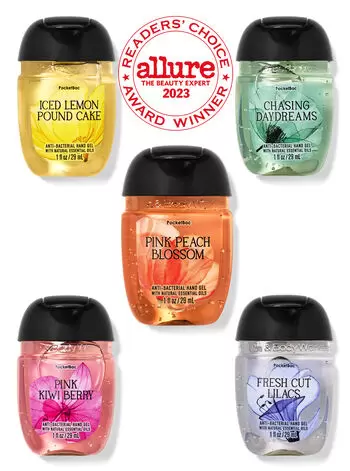 READERS' CHOICE
allure
THE BEAUTY EXPERT
2023
AWARD WINNER
PocketBac
ICED LEMON
POUND CAKE
ANTI-BACTERIAL HAND GEL
WITH NATURAL ESSENTIAL OILS
1 fl oz / 29 mL
PocketBac
CHASING
DAYDREAMS
ANTI-BACTERIAL HAND GEL
WITH NATURAL ESSENTIAL OILS
1 fl oz / 29 mL
PocketBac
PINK PEACH
BLOSSOM
ANTI-BACTERIAL HAND GEL
WITH NATURAL ESSENTIAL OILS
1 fl oz / 29 mL
PocketBac
PINK
KIWI BERRY
ANTI-BACTERIAL HAND GEL
WITH NATURAL ESSENTIAL OILS
1 fl oz / 29 mL
& Body
PocketBac
FRESH CUT
LILACS
ANTI-BACTERIAL HAND GEL
WITH NATURAL ESSENTIAL OILS
1 fl oz / 29 mL